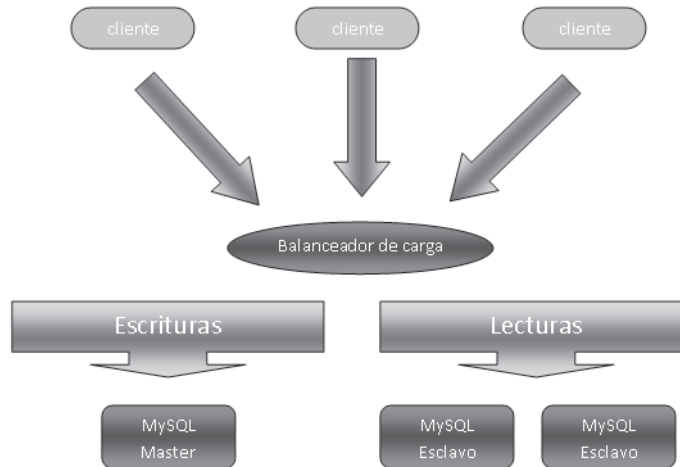 cliente
cliente
cliente
Balanceador de carga
Escrituras
Lecturas
MySQL
Master
MySQL
Esclavo
MySQL
Esclavo